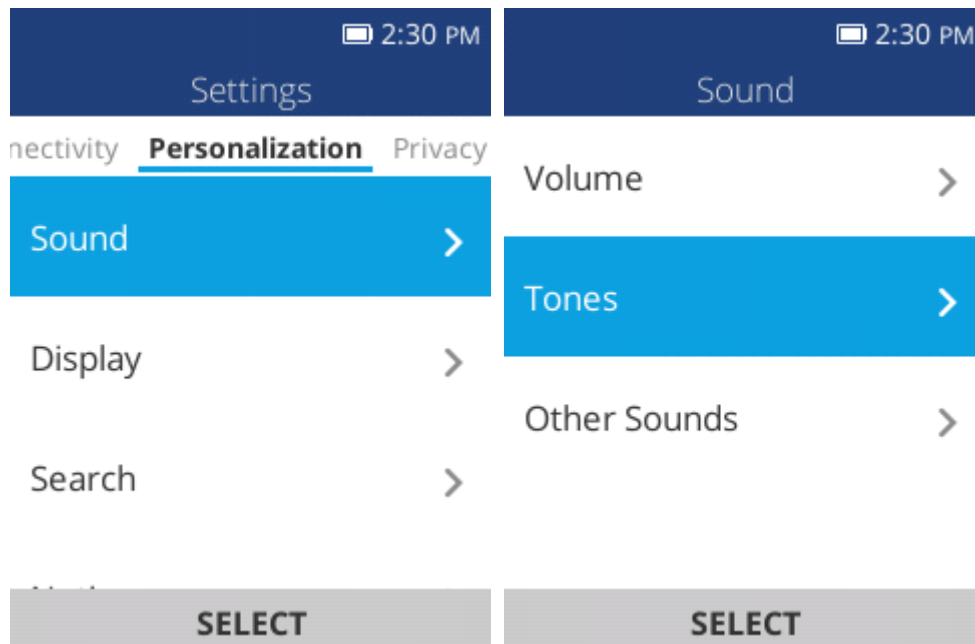 2:30 PM
Settings
nectivity Personalization Privacy
Sound
Display
Search
SELECT
2:30 PM
Sound
Volume
Tones
Other Sounds
SELECT